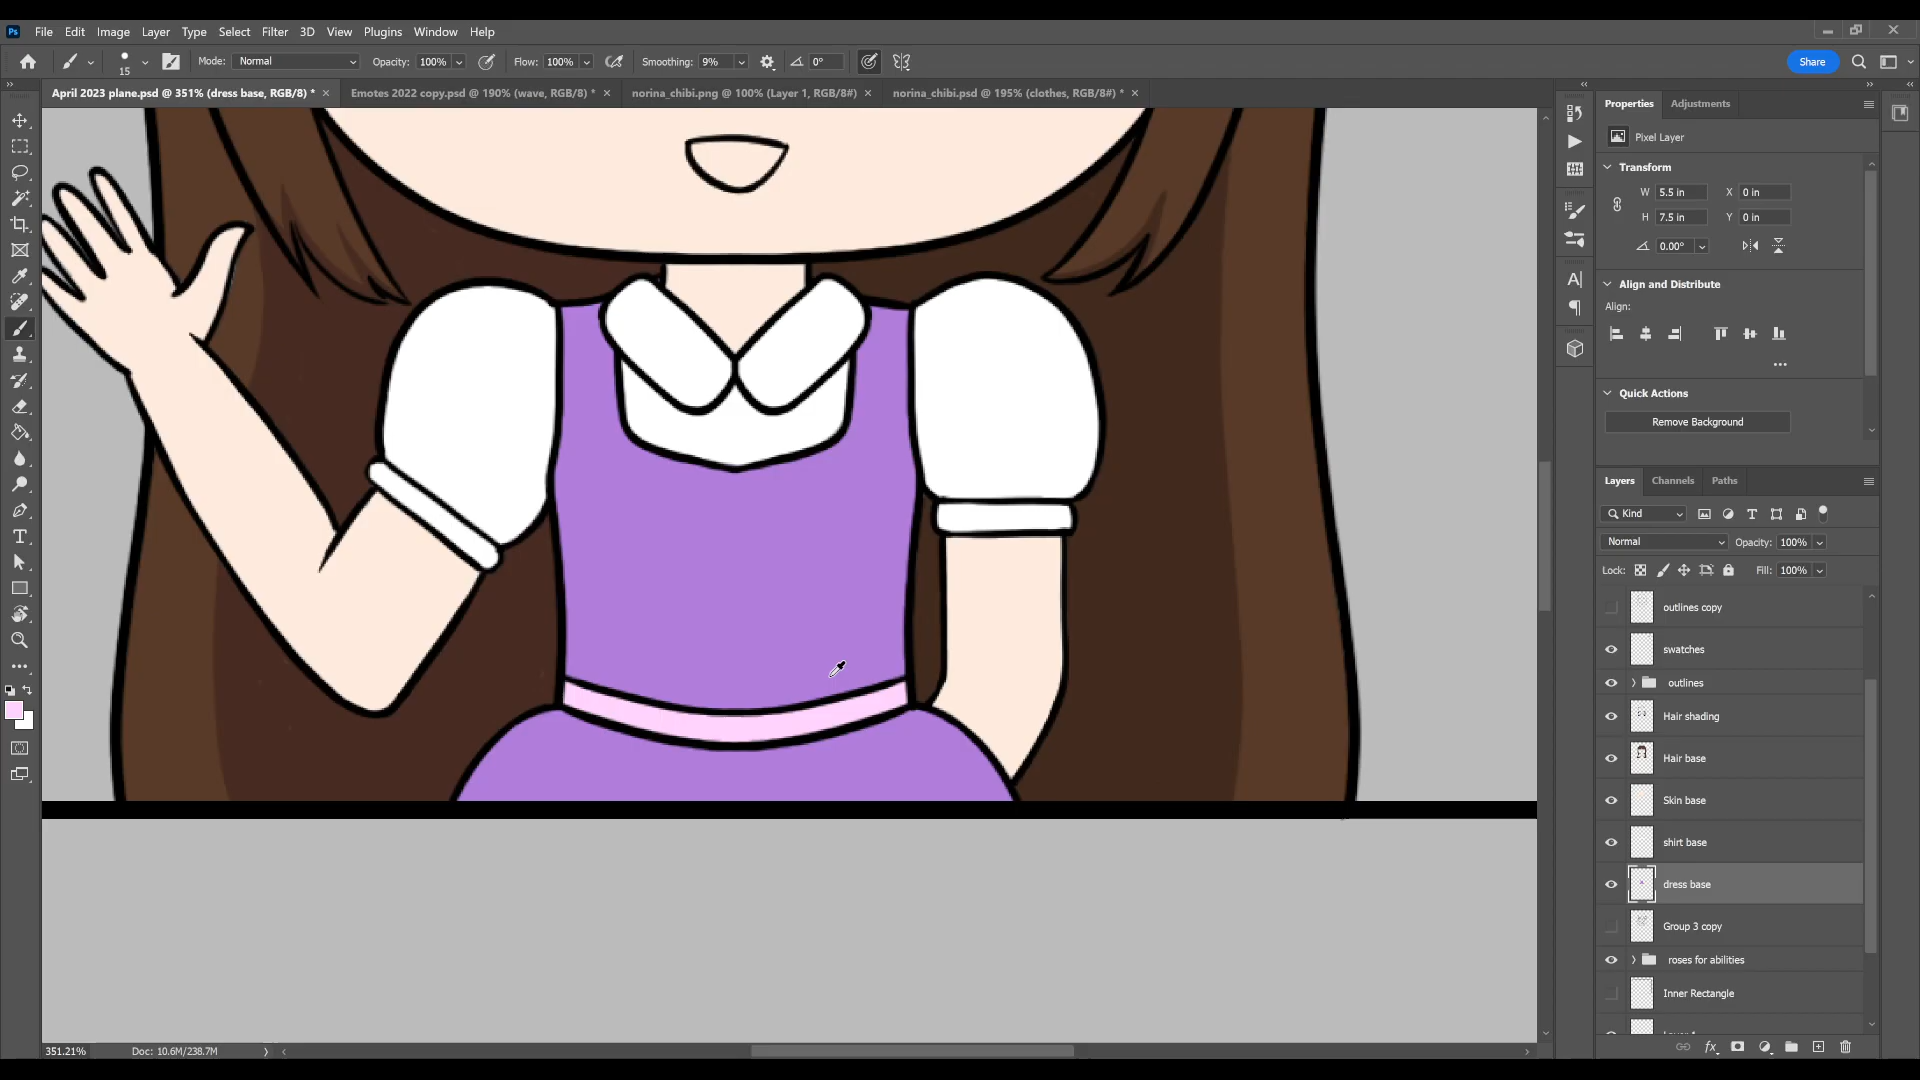 Ps File Edit Image Layer Type Select Filter 3D View Plugins Window Help
15 Mode: Normal Opacity: 100% Flow: 100% Smoothing: 9% 0° Share
April 2023 plane.psd @ 351% (dress base, RGB/8) * Emotes 2022 copy.psd @ 190% (wave, RGB/8) * norina_chibi.png @ 100% (Layer 1, RGB/8#) norina_chibi.psd @ 195% (clothes, RGB/8#) *
Properties Adjustments
Pixel Layer
Transform
W 5.5 in X 0 in
H 7.5 in Y 0 in
0.00°
Align and Distribute
Align:
Quick Actions
Remove Background
Layers Channels Paths
Kind
Normal Opacity: 100%
Lock: Fill: 100%
outlines copy
swatches
outlines
Hair shading
Hair base
Skin base
shirt base
dress base
Group 3 copy
roses for abilities
Inner Rectangle
351.21% Doc: 10.6M/238.7M